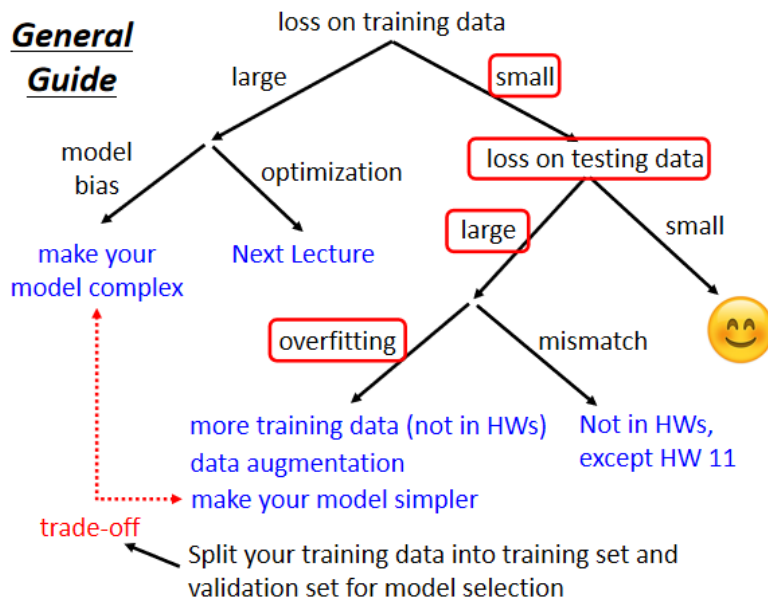 General
Guide
loss on training data
large
small
model
bias
optimization
loss on testing data
make your
model complex
Next Lecture
large
small
overfitting
mismatch
more training data (not in HWs)
data augmentation
make your model simpler
Not in HWs,
except HW 11
trade-off
Split your training data into training set and
validation set for model selection